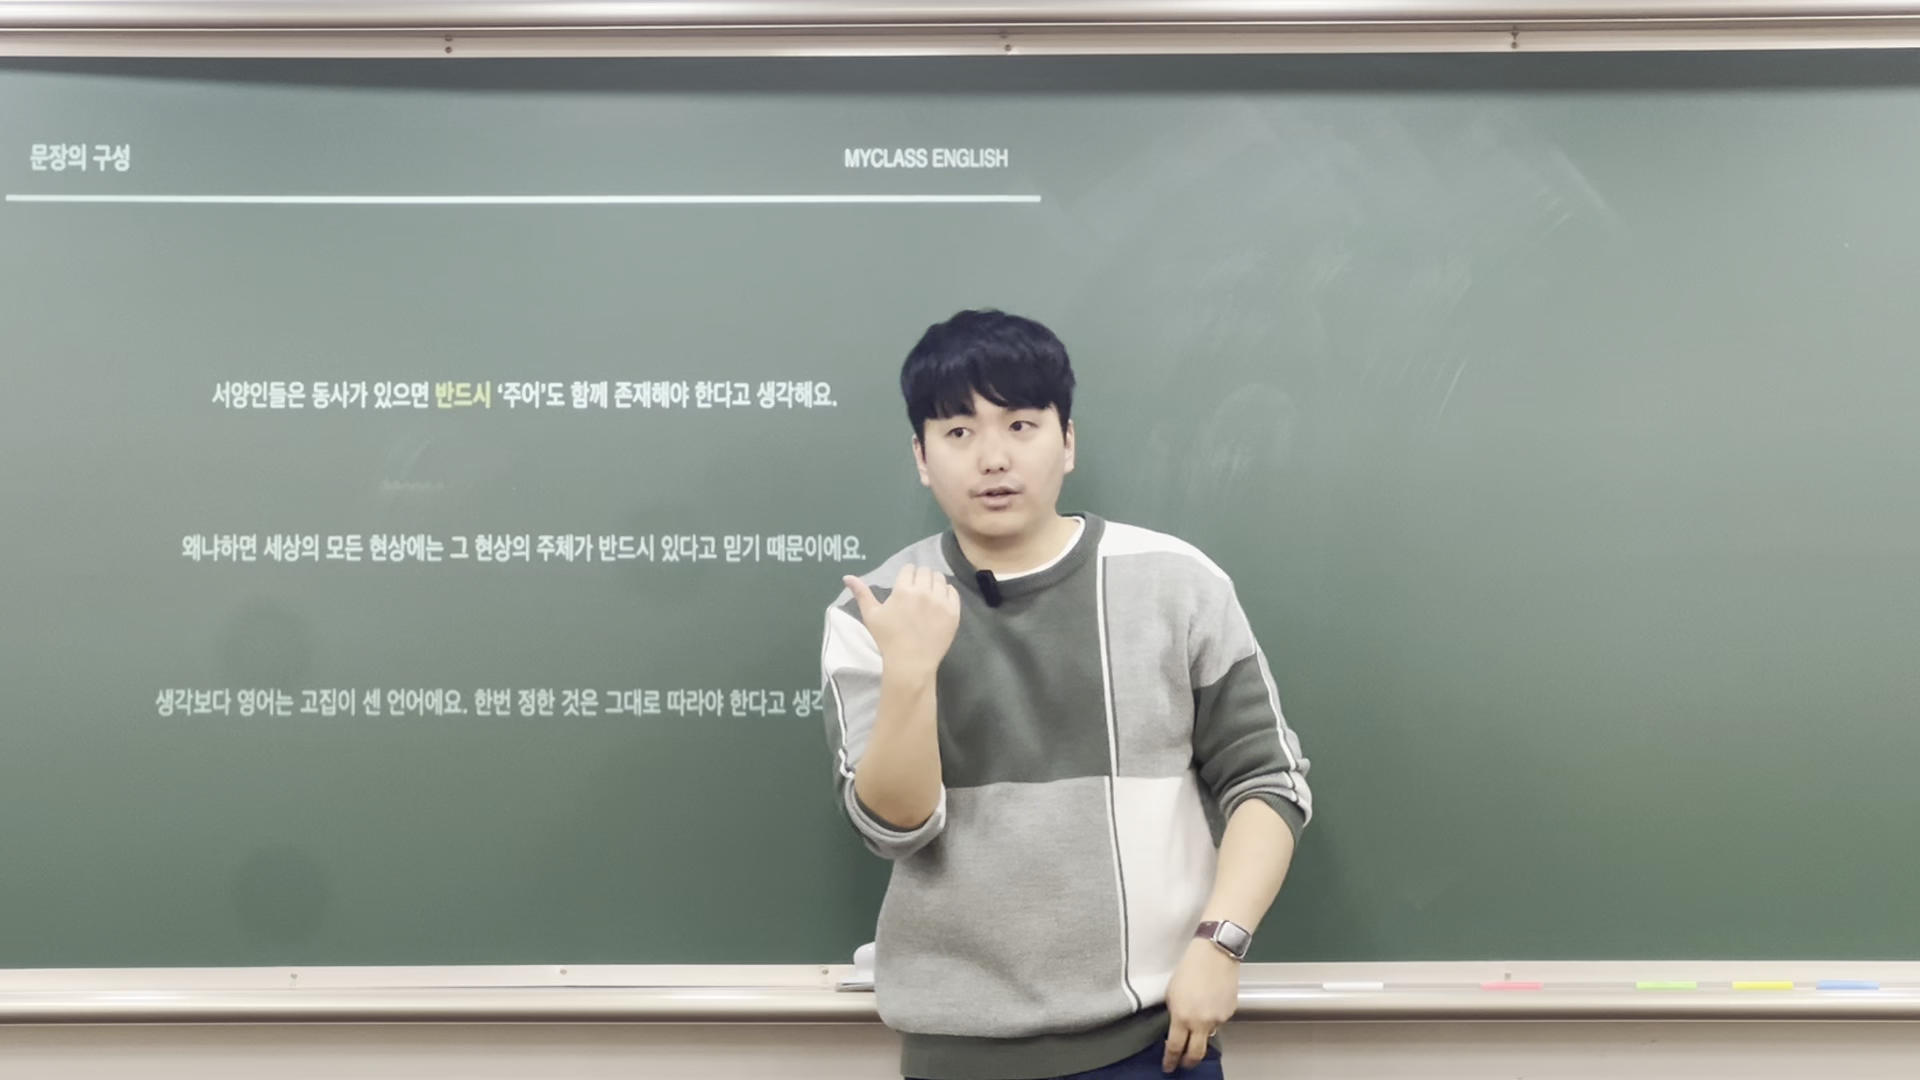 문장의 구성
MYCLASS ENGLISH
서양인들은 동사가 있으면 반드시 ‘주어’도 함께 존재해야 한다고 생각해요.
왜냐하면 세상의 모든 현상에는 그 현상의 주체가 반드시 있다고 믿기 때문이에요.
생각보다 영어는 고집이 센 언어에요. 한번 정한 것은 그대로 따라야 한다고